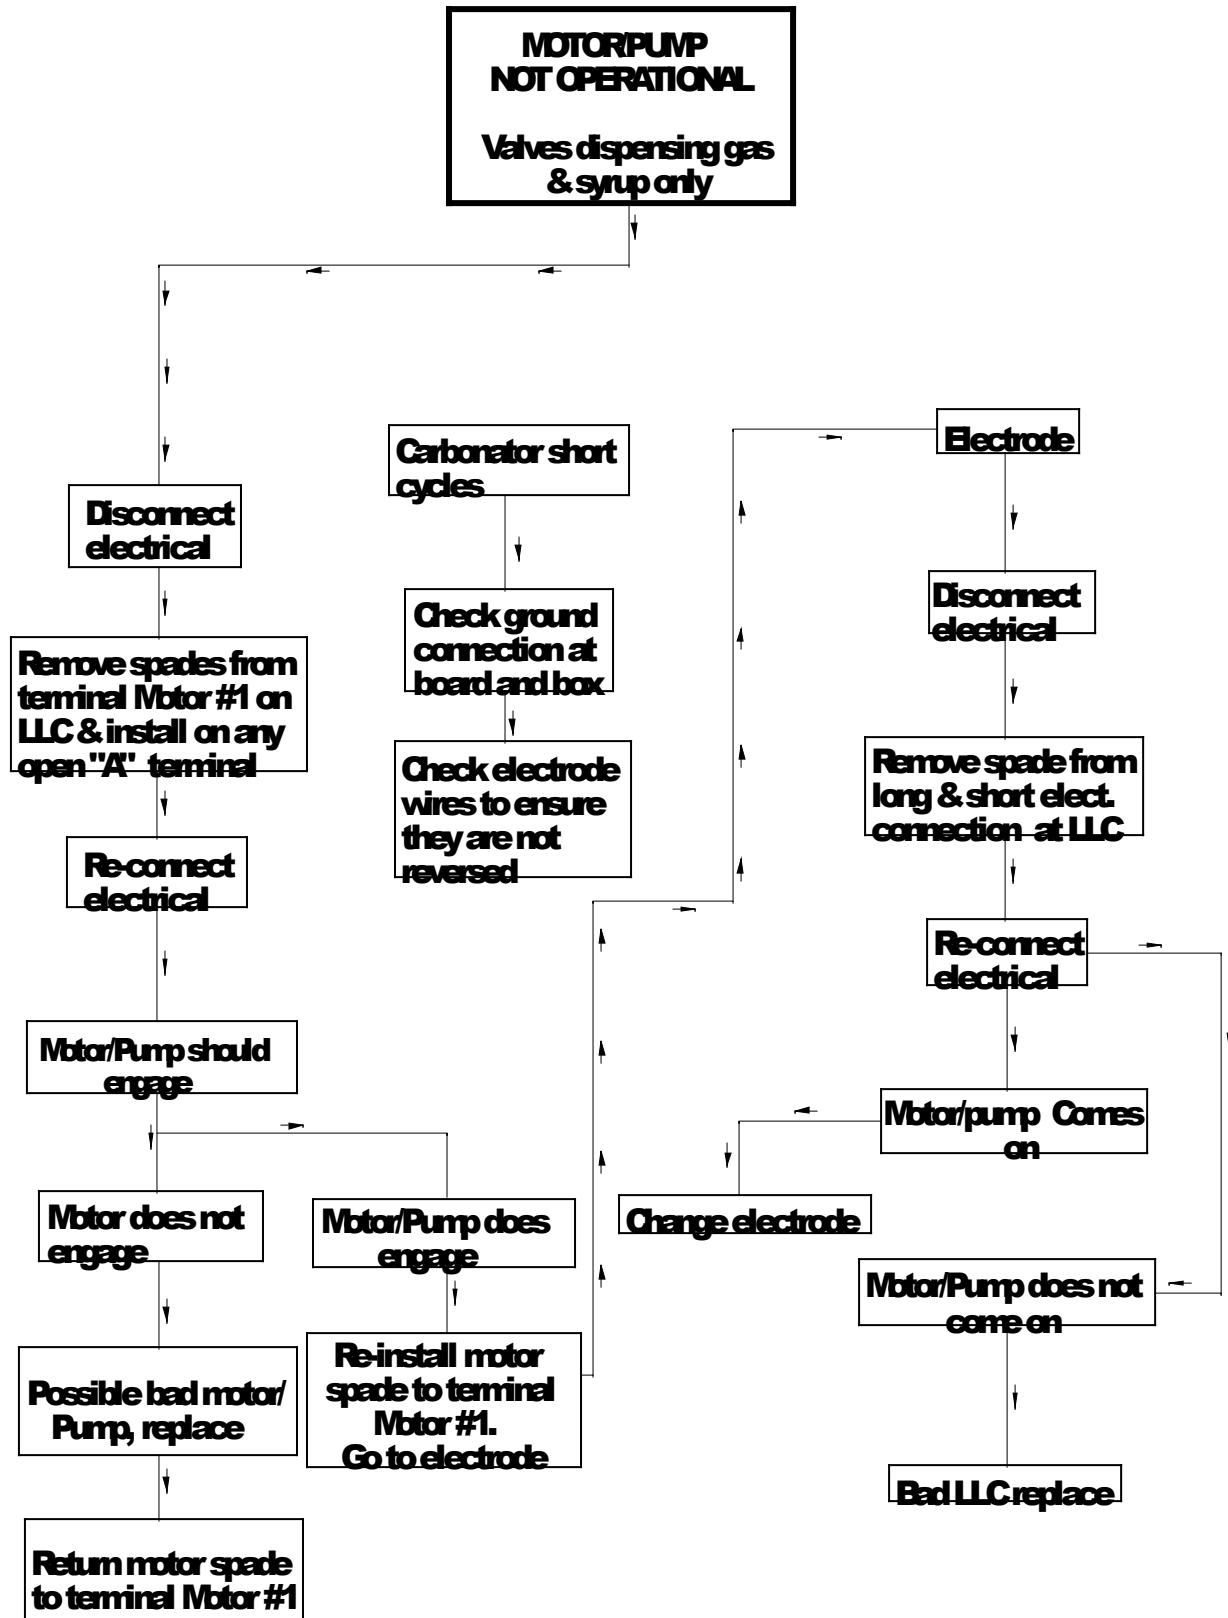 MOTOR/PUMP
NOT OPERATIONAL
Valves dispensing gas
& syrup only
Disconnect
electrical
Remove spades from
terminal Motor #1 on
LLC & install on any
open "A" terminal
Re-connect
electrical
Motor/Pump should
engage
Motor does not
engage
Possible bad motor/
Pump, replace
Return motor spade
to terminal Motor #1
Motor/Pump does
engage
Re-install motor
spade to terminal
Motor #1.
Go to electrode
Carbonator short
cycles
Check ground
connection at
board and box
Check electrode
wires to ensure
they are not
reversed
Electrode
Disconnect
electrical
Remove spade from
long & short elect.
connection at LLC
Re-connect
electrical
Motor/pump Comes
on
Change electrode
Motor/Pump does not
come on
Bad LLC replace